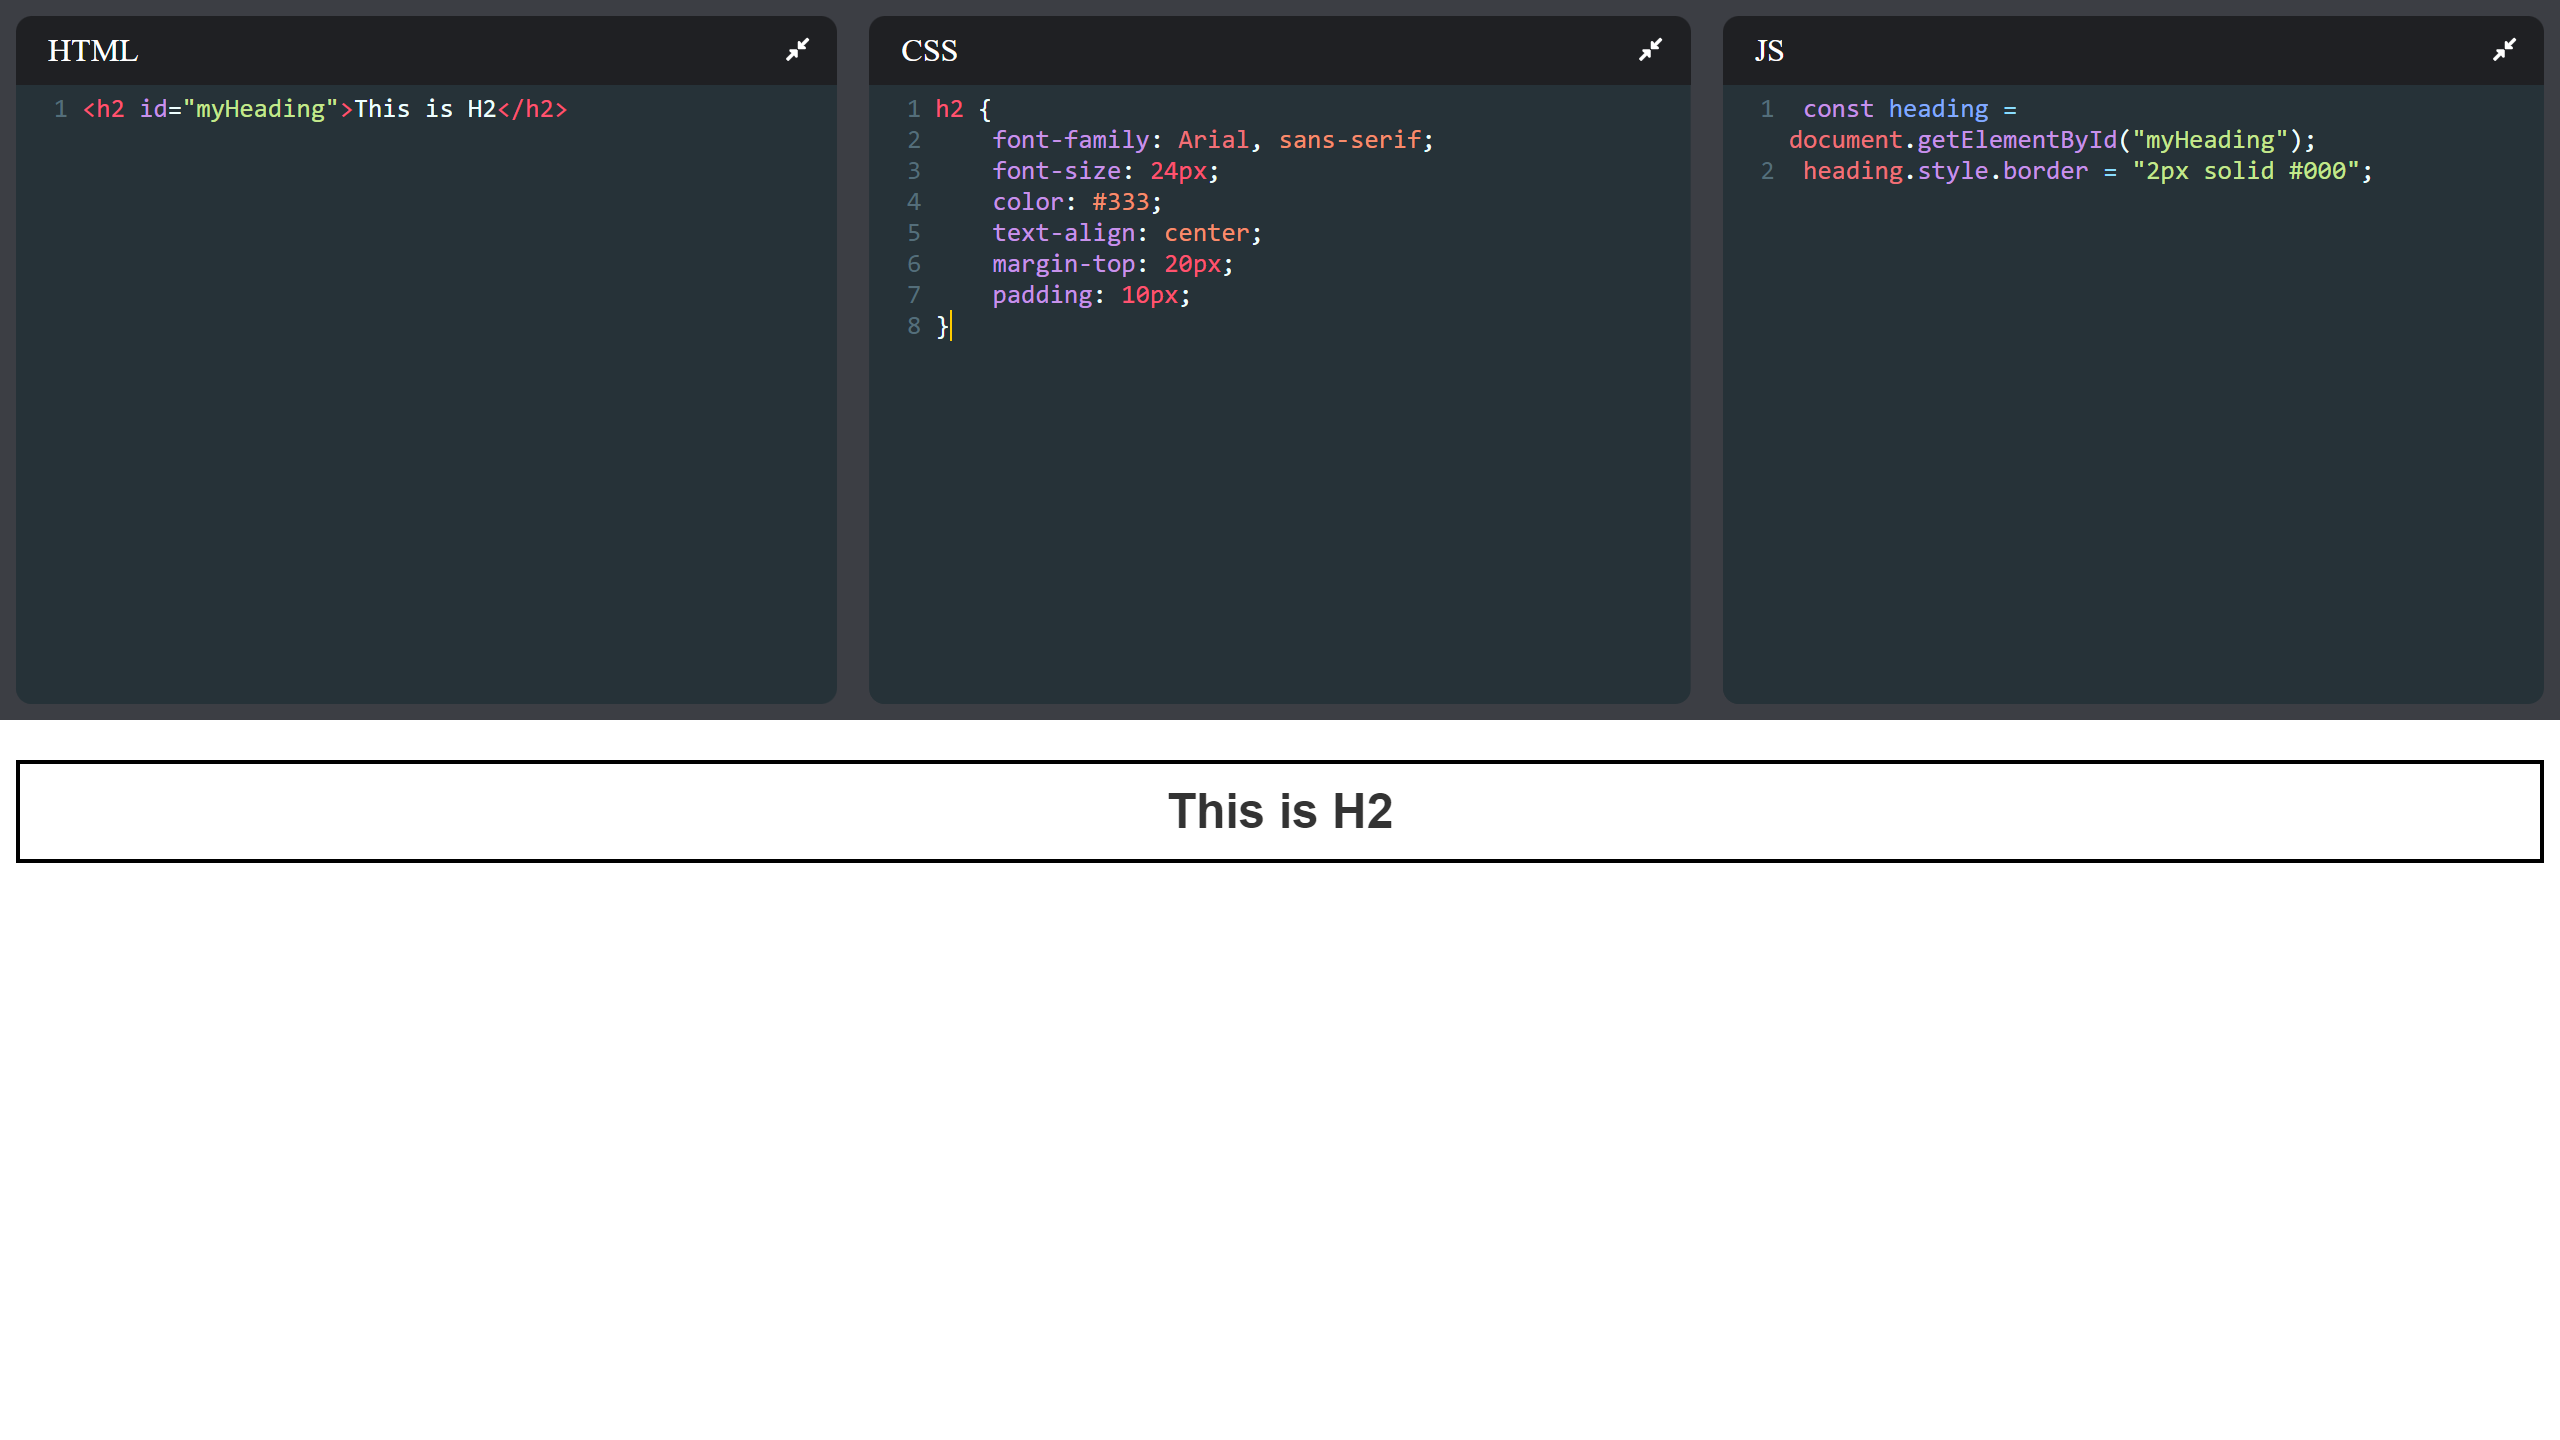 HTML
1 <h2 id="myHeading">This is H2</h2>
CSS
1 h2 {
2     font-family: Arial, sans-serif;
3     font-size: 24px;
4     color: #333;
5     text-align: center;
6     margin-top: 20px;
7     padding: 10px;
8 }
JS
1  const heading =
document.getElementById("myHeading");
2  heading.style.border = "2px solid #000";
This is H2